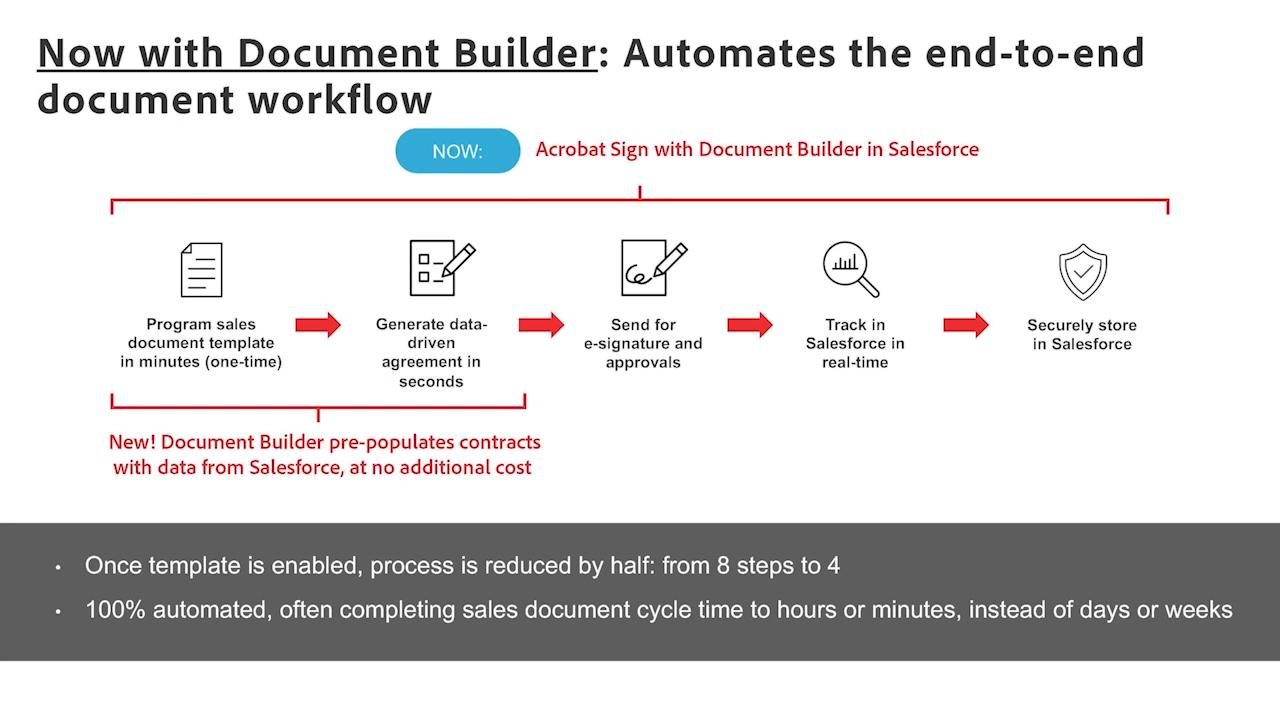 Now with Document Builder: Automates the end-to-end
document workflow
NOW:
Acrobat Sign with Document Builder in Salesforce
Program sales
document template
in minutes (one-time)
Generate data-
driven
agreement in
seconds
Send for
e-signature and
approvals
Track in
Salesforce in
real-time
Securely store
in Salesforce
New! Document Builder pre-populates contracts
with data from Salesforce, at no additional cost
• Once template is enabled, process is reduced by half: from 8 steps to 4
• 100% automated, often completing sales document cycle time to hours or minutes, instead of days or weeks